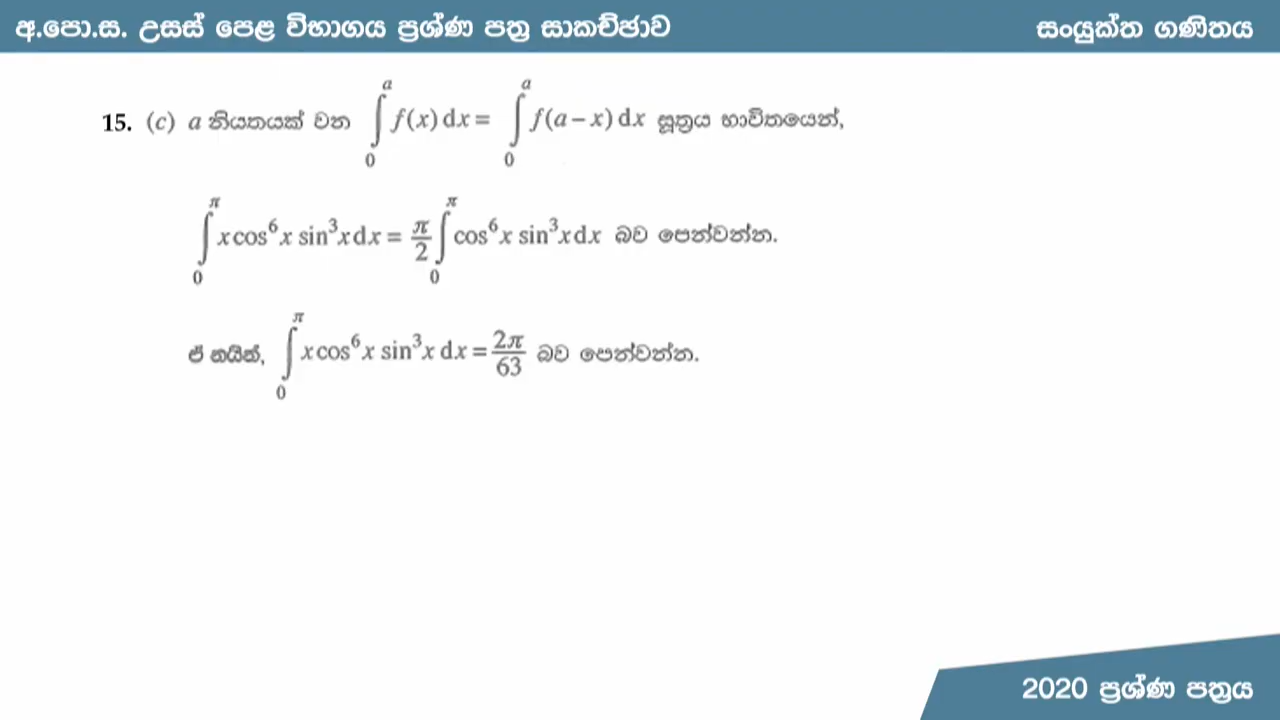 අ.පො.ස. උසස් පෙළ විභාගය ප්‍රශ්ණ පත්‍ර සාකච්ඡාව
සංයුක්ත ගණිතය
15. (c) a නියතයක් වන ∫₀ᵃ f(x) dx = ∫₀ᵃ f(a − x) dx සූත්‍රය භාවිතයෙන්,
∫₀^π x cos⁶x sin³x dx = π/2 ∫₀^π cos⁶x sin³x dx බව පෙන්වන්න.
ඒ නයින්, ∫₀^π x cos⁶x sin³x dx = 2π/63 බව පෙන්වන්න.
2020 ප්‍රශ්ණ පත්‍රය